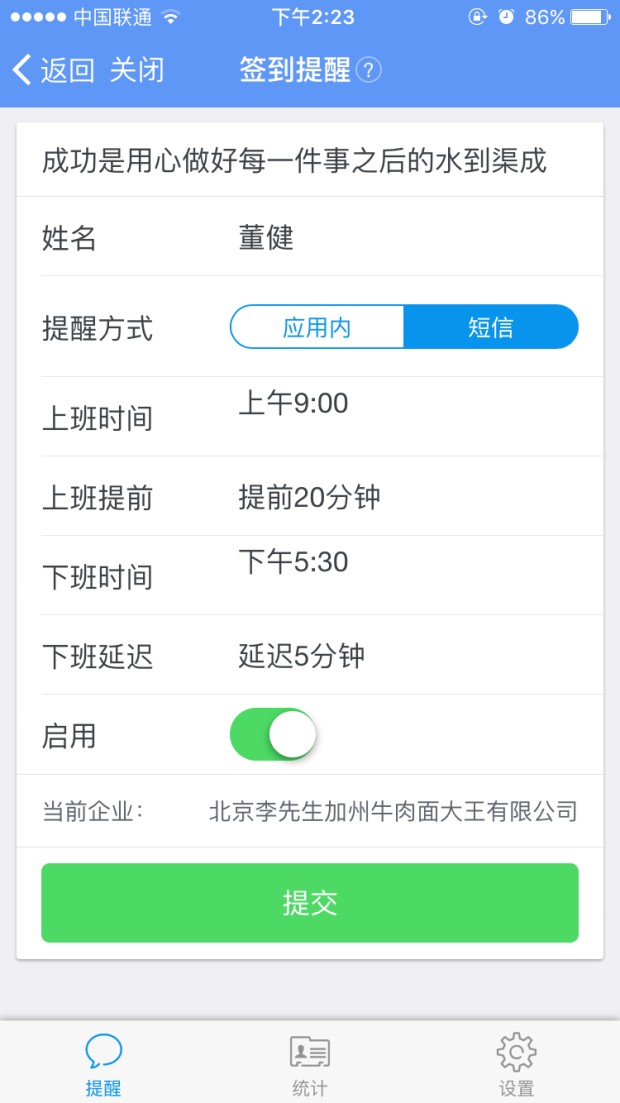 中国联通 下午2:23 86%
返回 关闭 签到提醒 ?
成功是用心做好每一件事之后的水到渠成
姓名 董健
提醒方式 应用内 短信
上班时间 上午9:00
上班提前 提前20分钟
下班时间 下午5:30
下班延迟 延迟5分钟
启用
当前企业： 北京李先生加州牛肉面大王有限公司
提交
提醒 统计 设置